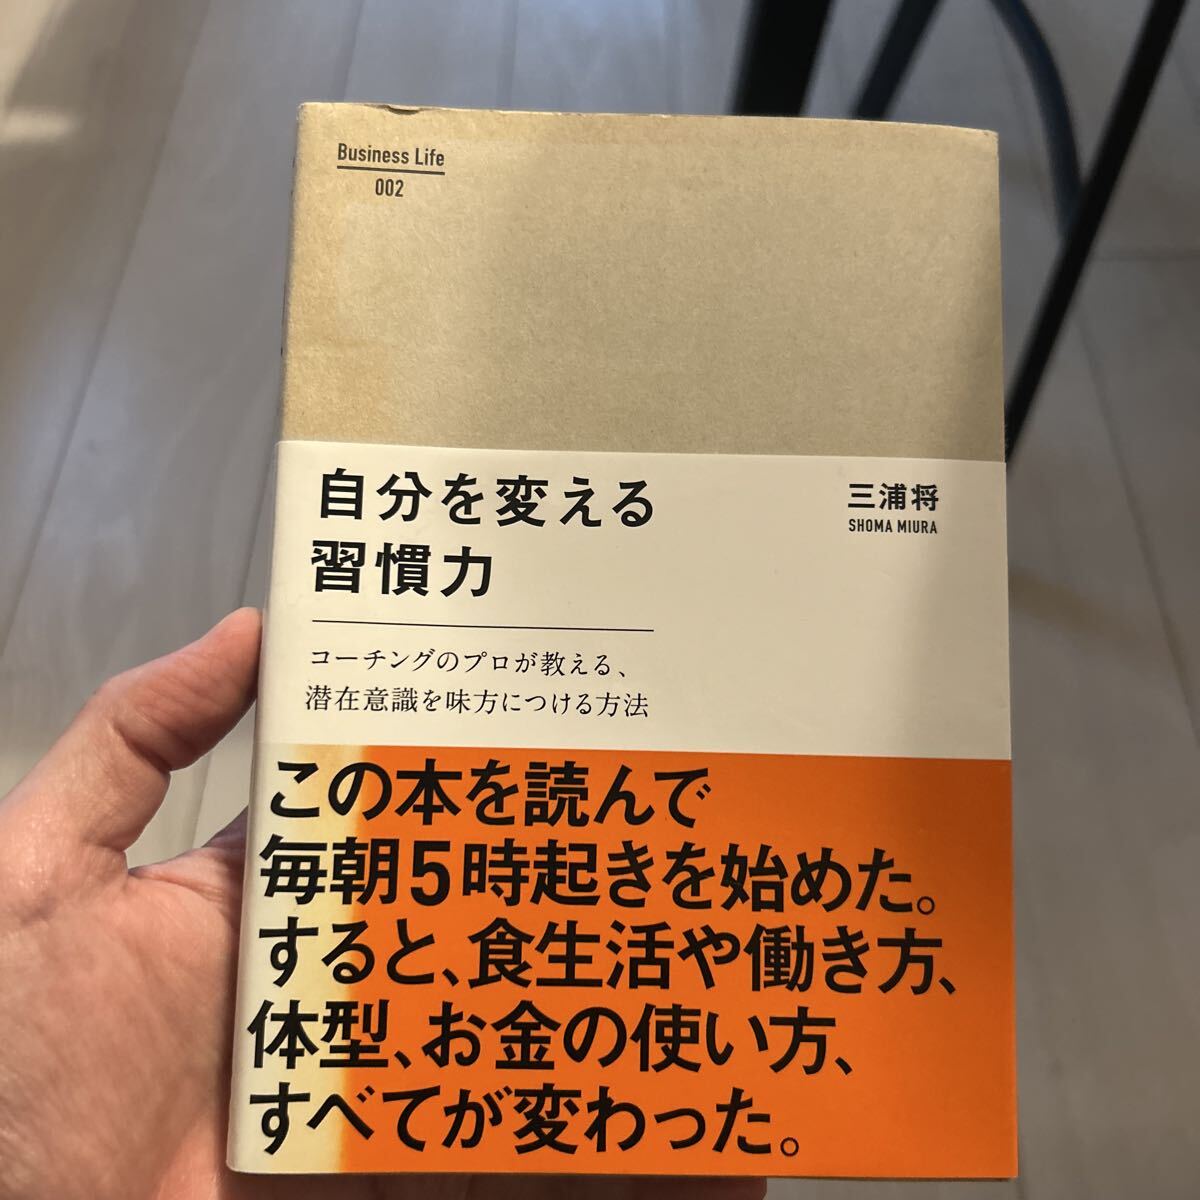 Business Life
002
自分を変える
習慣力
三浦将
SHOMA MIURA
コーチングのプロが教える、
潜在意識を味方につける方法
この本を読んで
毎朝5時起きを始めた。
すると、食生活や働き方、
体型、お金の使い方、
すべてが変わった。